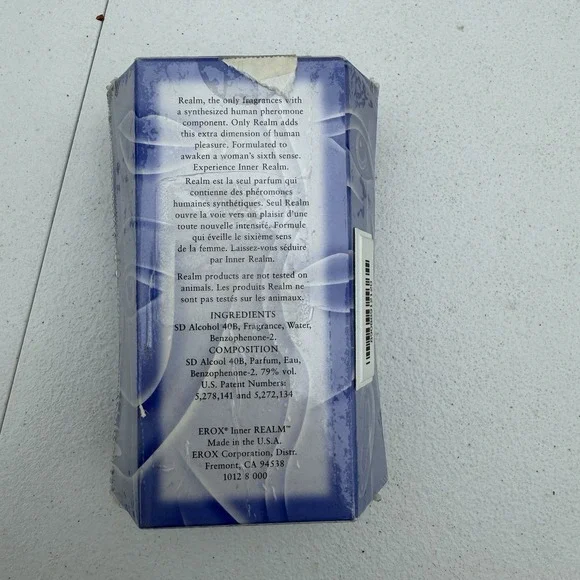 Realm, the only fragrances with
a synthesized human pheromone
component. Only Realm adds
this extra dimension of human
pleasure. Formulated to
awaken a woman's sixth sense.
Experience Inner Realm.
Realm est la seul parfum qui
contienne des phéromones
humaines synthétiques. Seul Realm
ouvre la voie vers un plaisir d'une
toute nouvelle intensité. Formule
qui éveille le sixième sens
de la femme. Laissez-vous séduire
par Inner Realm.
Realm products are not tested on
animals. Les produits Realm ne
sont pas testés sur les animaux.
INGREDIENTS
SD Alcohol 40B, Fragrance, Water,
Benzophenone-2.
COMPOSITION
SD Alcool 40B, Parfum, Eau,
Benzophenone-2. 79% vol.
U.S. Patent Numbers:
5,278,141 and 5,272,134
EROX® Inner REALM™
Made in the U.S.A.
EROX Corporation, Distr.
Fremont, CA 94538
1012 8 000